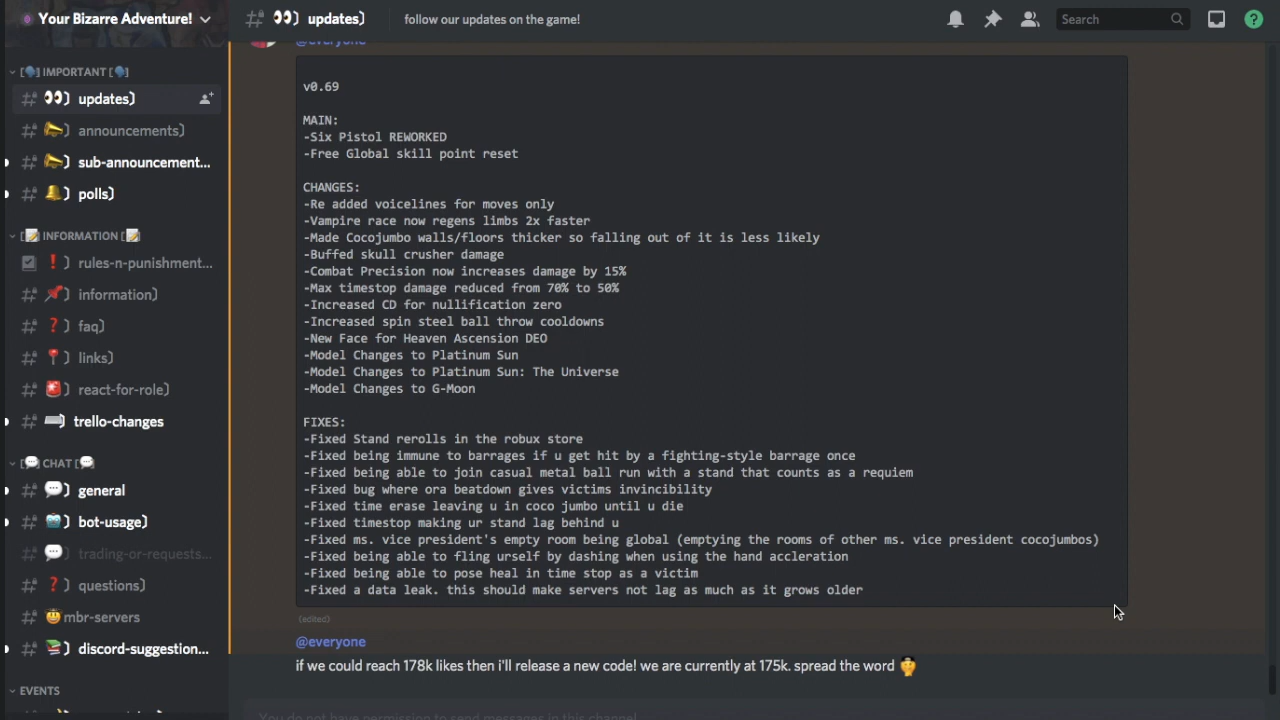 Your Bizarre Adventure!
updates)
follow our updates on the game!
Search
IMPORTANT
updates)
announcements)
sub-announcement...
polls)
INFORMATION
rules-n-punishment...
information)
faq)
links)
react-for-role)
trello-changes
CHAT
general
bot-usage)
trading-or-requests...
questions)
mbr-servers
discord-suggestion...
EVENTS
@everyone
v0.69
MAIN:
-Six Pistol REWORKED
-Free Global skill point reset
CHANGES:
-Re added voicelines for moves only
-Vampire race now regens limbs 2x faster
-Made Cocojumbo walls/floors thicker so falling out of it is less likely
-Buffed skull crusher damage
-Combat Precision now increases damage by 15%
-Max timestop damage reduced from 70% to 50%
-Increased CD for nullification zero
-Increased spin steel ball throw cooldowns
-New Face for Heaven Ascension DEO
-Model Changes to Platinum Sun
-Model Changes to Platinum Sun: The Universe
-Model Changes to G-Moon
FIXES:
-Fixed Stand rerolls in the robux store
-Fixed being immune to barrages if u get hit by a fighting-style barrage once
-Fixed being able to join casual metal ball run with a stand that counts as a requiem
-Fixed bug where ora beatdown gives victims invincibility
-Fixed time erase leaving u in coco jumbo until u die
-Fixed timestop making ur stand lag behind u
-Fixed ms. vice president's empty room being global (emptying the rooms of other ms. vice president cocojumbos)
-Fixed being able to fling urself by dashing when using the hand accleration
-Fixed being able to pose heal in time stop as a victim
-Fixed a data leak. this should make servers not lag as much as it grows older
(edited)
@everyone
if we could reach 178k likes then i'll release a new code! we are currently at 175k. spread the word
You do not have permission to send messages in this channel.